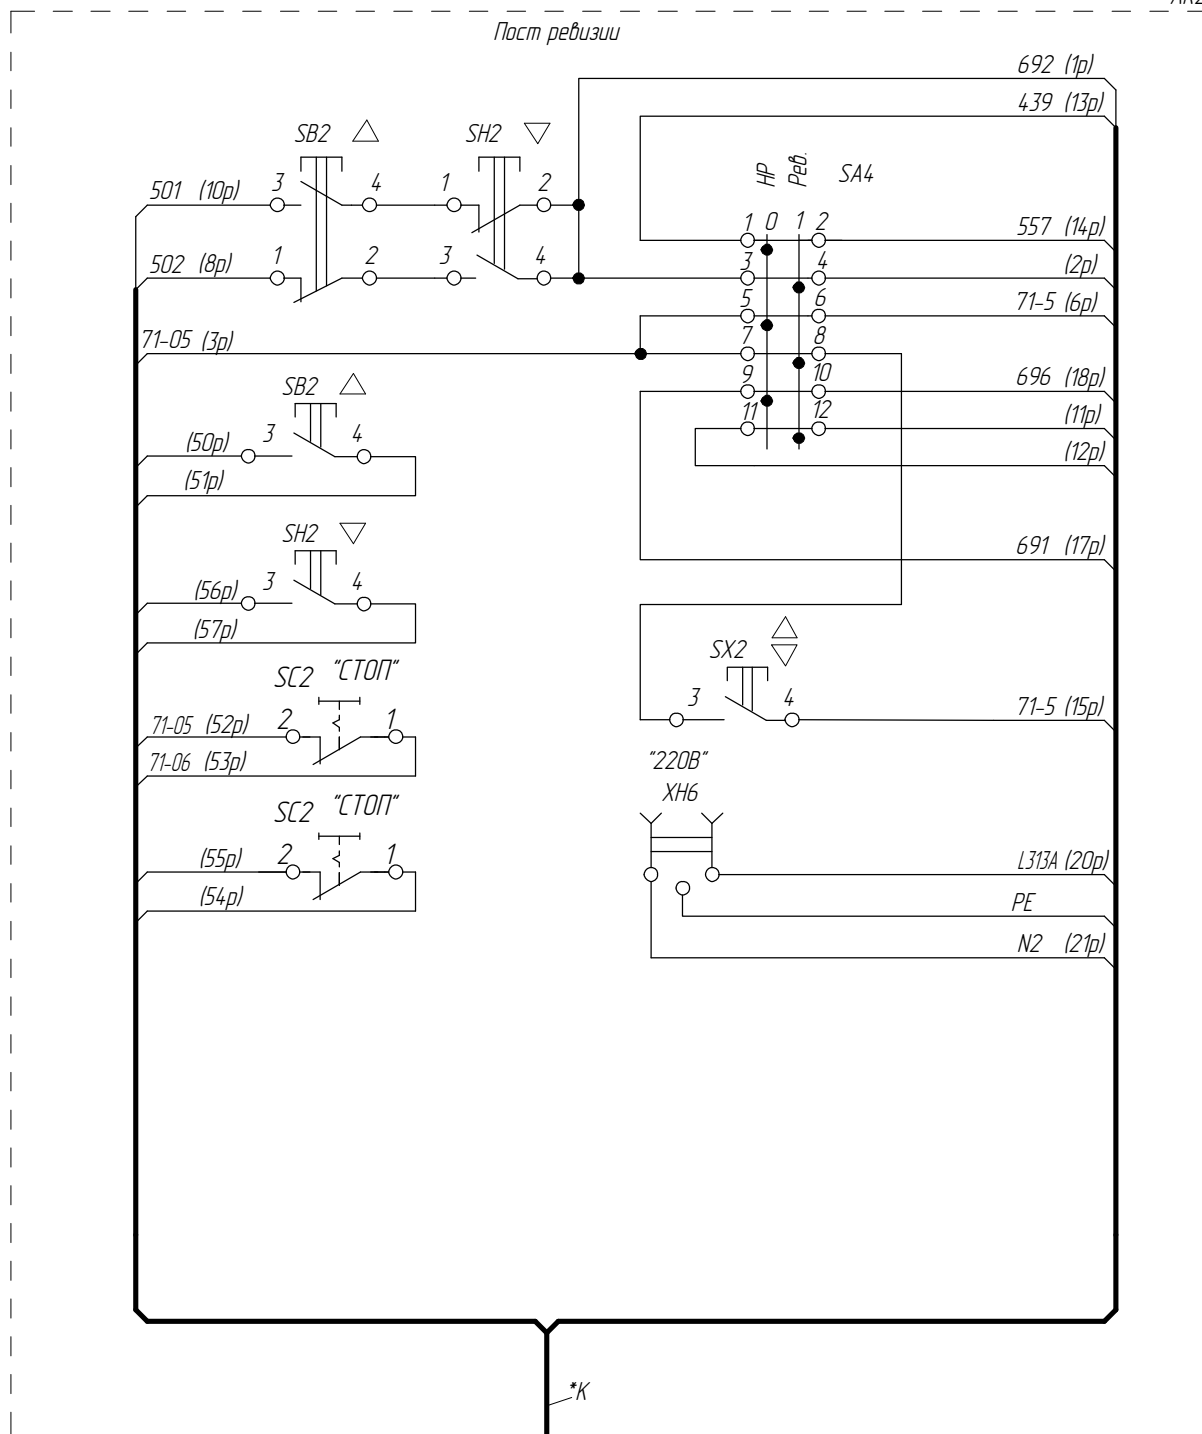 Пост ревизии
692 (1р)
439 (13р)
SB2
SH2
НР
Рев.
SA4
501 (10р) 3 4 1 2
1 0 1 2 557 (14р)
502 (8р) 1 2 3 4
3 4 (2р)
5 6 71-5 (6р)
71-05 (3р)
7 8
SB2
9 10 696 (18р)
11 12 (11р)
(50р) 3 4
(12р)
(51р)
SH2
691 (17р)
(56р) 3 4
(57р)
SX2
SC2 "СТОП"
3 4 71-5 (15р)
71-05 (52р) 2 1
71-06 (53р)
"220В"
ХН6
SC2 "СТОП"
(55р) 2 1
L313A (20р)
(54р)
PE
N2 (21р)
*К